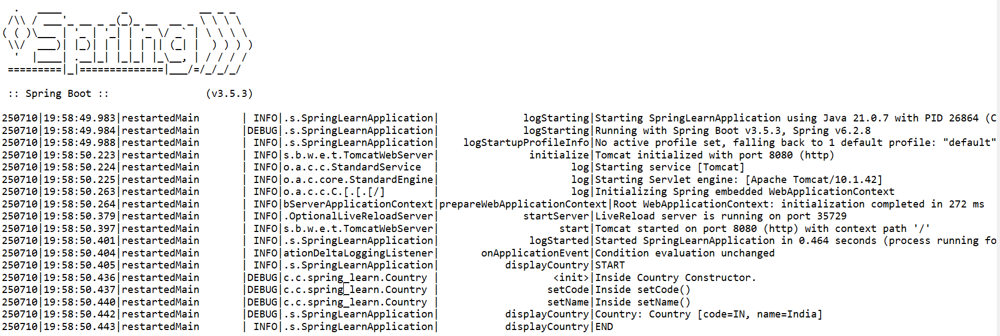 .   ____          _            __ _ _
 /\\ / ___'_ __ _ _(_)_ __  __ _ \ \ \ \
( ( )\___ | '_ | '_| | '_ \/ _` | \ \ \ \
 \\/  ___)| |_)| | | | | || (_| |  ) ) ) )
  '  |____| .__|_| |_|_| |_\__, | / / / /
 =========|_|==============|___/=/_/_/_/

 :: Spring Boot ::                (v3.5.3)

250710|19:58:49.983|restartedMain       | INFO|.s.SpringLearnApplication|              logStarting|Starting SpringLearnApplication using Java 21.0.7 with PID 26864 (C
250710|19:58:49.984|restartedMain       |DEBUG|.s.SpringLearnApplication|              logStarting|Running with Spring Boot v3.5.3, Spring v6.2.8
250710|19:58:49.988|restartedMain       | INFO|.s.SpringLearnApplication|    logStartupProfileInfo|No active profile set, falling back to 1 default profile: "default"
250710|19:58:50.223|restartedMain       | INFO|s.b.w.e.t.TomcatWebServer|               initialize|Tomcat initialized with port 8080 (http)
250710|19:58:50.224|restartedMain       | INFO|o.a.c.c.StandardService  |                      log|Starting service [Tomcat]
250710|19:58:50.225|restartedMain       | INFO|o.a.c.core.StandardEngine|                      log|Starting Servlet engine: [Apache Tomcat/10.1.42]
250710|19:58:50.263|restartedMain       | INFO|o.a.c.c.C.[.[.[/]        |                      log|Initializing Spring embedded WebApplicationContext
250710|19:58:50.264|restartedMain       | INFO|bServerApplicationContext|prepareWebApplicationContext|Root WebApplicationContext: initialization completed in 272 ms
250710|19:58:50.379|restartedMain       | INFO|.OptionalLiveReloadServer|              startServer|LiveReload server is running on port 35729
250710|19:58:50.397|restartedMain       | INFO|s.b.w.e.t.TomcatWebServer|                    start|Tomcat started on port 8080 (http) with context path '/'
250710|19:58:50.401|restartedMain       | INFO|.s.SpringLearnApplication|               logStarted|Started SpringLearnApplication in 0.464 seconds (process running fo
250710|19:58:50.404|restartedMain       | INFO|ationDeltaLoggingListener|       onApplicationEvent|Condition evaluation unchanged
250710|19:58:50.405|restartedMain       | INFO|.s.SpringLearnApplication|           displayCountry|START
250710|19:58:50.436|restartedMain       |DEBUG|c.c.spring_learn.Country |                   <init>|Inside Country Constructor.
250710|19:58:50.437|restartedMain       |DEBUG|c.c.spring_learn.Country |                  setCode|Inside setCode()
250710|19:58:50.440|restartedMain       |DEBUG|c.c.spring_learn.Country |                  setName|Inside setName()
250710|19:58:50.442|restartedMain       |DEBUG|.s.SpringLearnApplication|           displayCountry|Country: Country [code=IN, name=India]
250710|19:58:50.443|restartedMain       | INFO|.s.SpringLearnApplication|           displayCountry|END